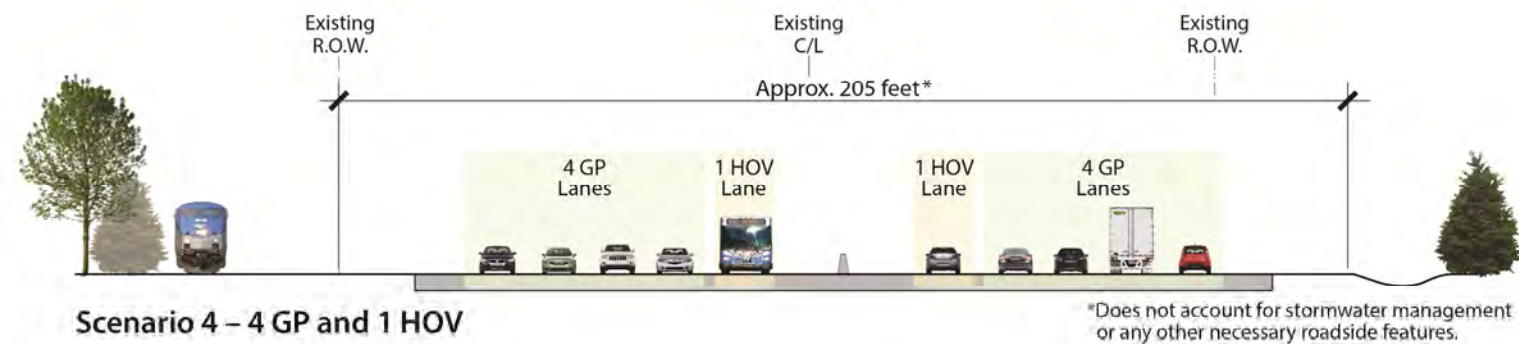 Existing
R.O.W.
Existing
C/L
Existing
R.O.W.
Approx. 205 feet*
4 GP
Lanes
1 HOV
Lane
1 HOV
Lane
4 GP
Lanes
Scenario 4 – 4 GP and 1 HOV
*Does not account for stormwater management
or any other necessary roadside features.